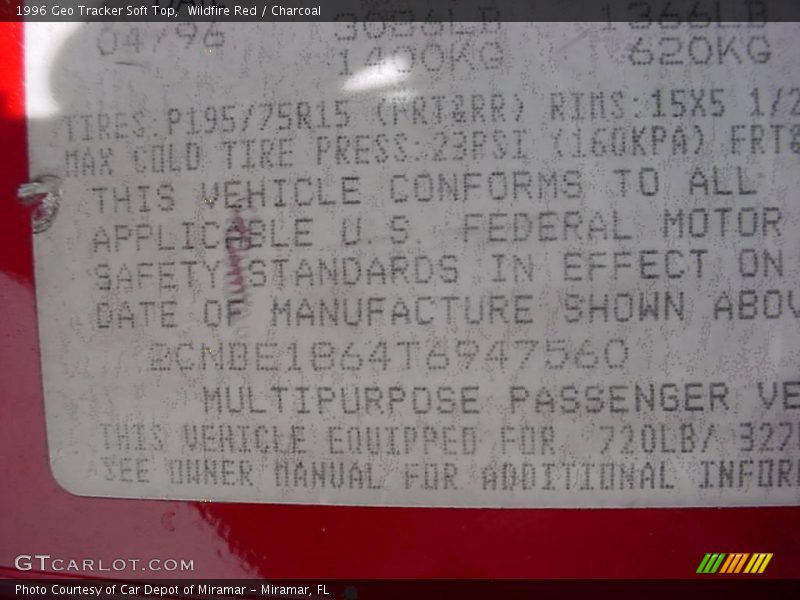 1996 Geo Tracker Soft Top,  Wildfire Red / Charcoal
04/96 3086LB 1366LB
1400KG 620KG
TIRES:P195/75R15 (FRT&RR) RIMS:15X5 1/2
MAX COLD TIRE PRESS:23PSI (160KPA) FRT&
THIS VEHICLE CONFORMS TO ALL
APPLICABLE U.S. FEDERAL MOTOR
SAFETY STANDARDS IN EFFECT ON
DATE OF MANUFACTURE SHOWN ABOV
2CNBE1864T6947560
MULTIPURPOSE PASSENGER VE
THIS VEHICLE EQUIPPED FOR 720LB/ 327
SEE OWNER MANUAL FOR ADDITIONAL INFOR
GTCARLOT.COM
Photo Courtesy of Car Depot of Miramar - Miramar, FL